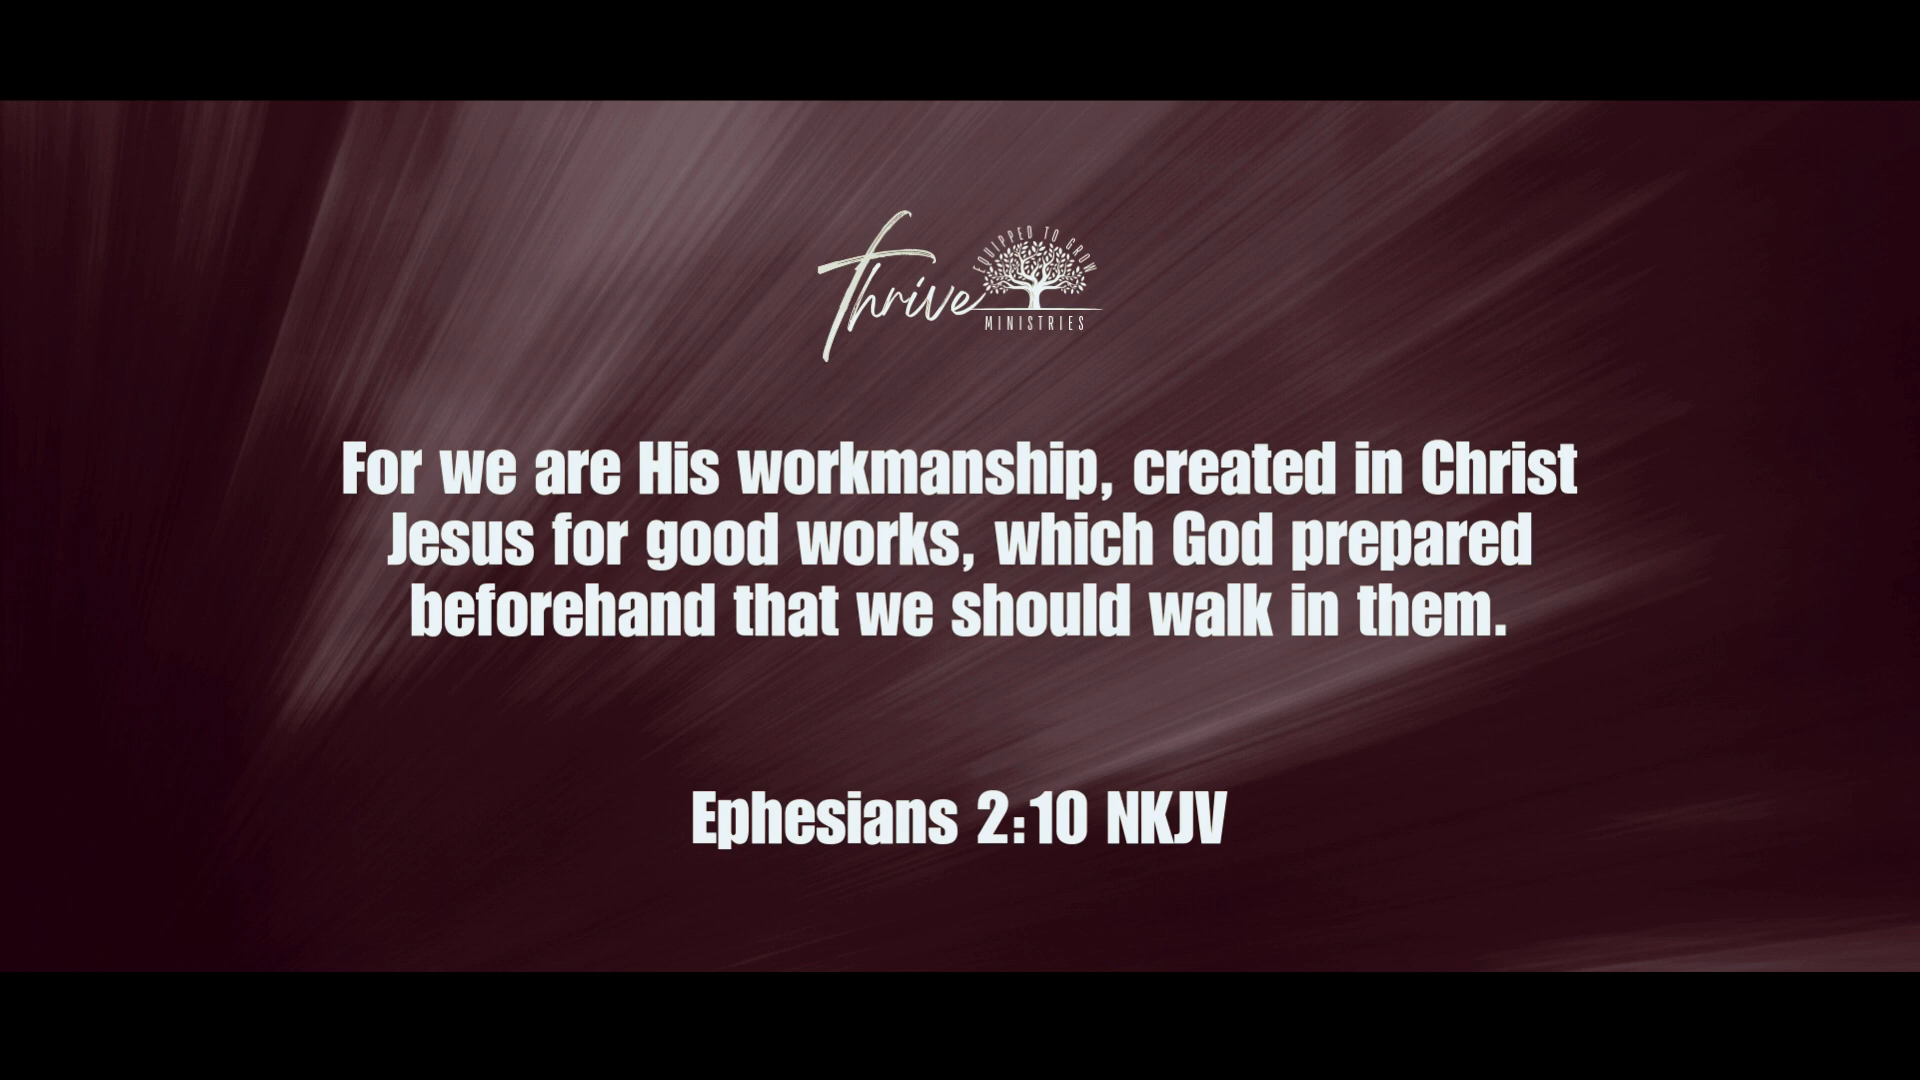 Thrive
EQUIPPED TO GROW
MINISTRIES
For we are His workmanship, created in Christ
Jesus for good works, which God prepared
beforehand that we should walk in them.
Ephesians 2:10 NKJV